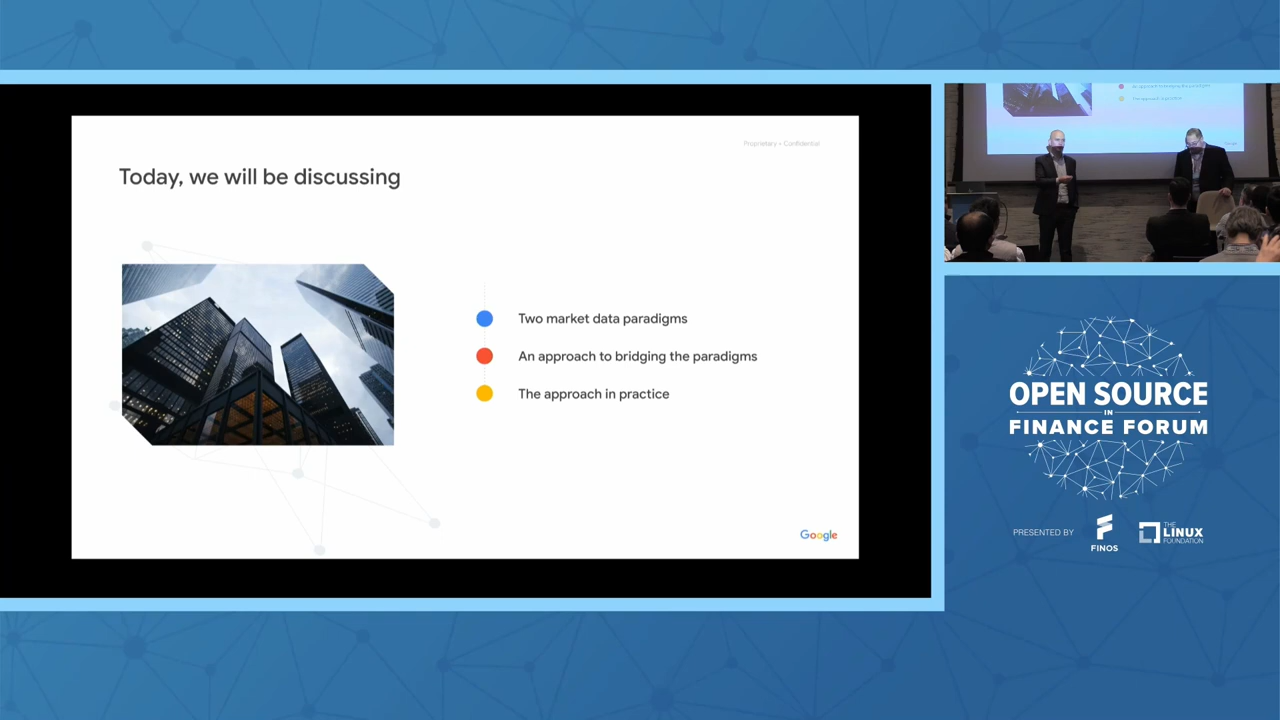 Proprietary + Confidential
Today, we will be discussing
Two market data paradigms
An approach to bridging the paradigms
The approach in practice
Google
OPEN SOURCE
IN
FINANCE FORUM
PRESENTED BY
FINOS
THE
LINUX
FOUNDATION